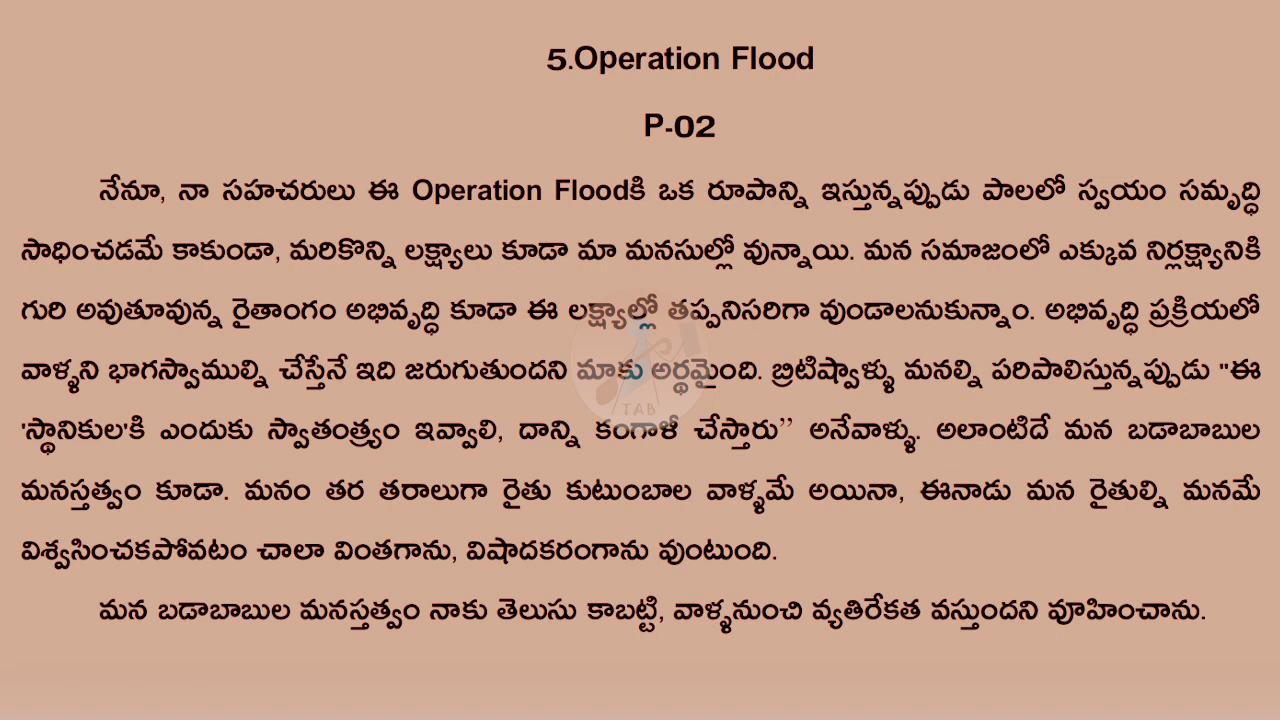 5.Operation Flood
P-02
నేనూ, నా సహచరులు ఈ Operation Floodకి ఒక రూపాన్ని ఇస్తున్నప్పుడు పాలలో స్వయం సమృద్ధి
సాధించడమే కాకుండా, మరికొన్ని లక్ష్యాలు కూడా మా మనసుల్లో వున్నాయి. మన సమాజంలో ఎక్కువ నిర్లక్ష్యానికి
గురి అవుతూవున్న రైతాంగం అభివృద్ధి కూడా ఈ లక్ష్యాల్లో తప్పనిసరిగా వుండాలనుకున్నాం. అభివృద్ధి ప్రక్రియలో
వాళ్ళని భాగస్వాముల్ని చేస్తేనే ఇది జరుగుతుందని మాకు అర్థమైంది. బ్రిటిష్వాళ్ళు మనల్ని పరిపాలిస్తున్నప్పుడు "ఈ
'స్థానికుల'కి ఎందుకు స్వాతంత్ర్యం ఇవ్వాలి, దాన్ని కంగాళీ చేస్తారు’’ అనేవాళ్ళు. అలాంటిదే మన బడాబాబుల
మనస్తత్వం కూడా. మనం తర తరాలుగా రైతు కుటుంబాల వాళ్ళమే అయినా, ఈనాడు మన రైతుల్ని మనమే
విశ్వసించకపోవటం చాలా వింతగాను, విషాదకరంగాను వుంటుంది.
మన బడాబాబుల మనస్తత్వం నాకు తెలుసు కాబట్టి, వాళ్ళనుంచి వ్యతిరేకత వస్తుందని వూహించాను.
TAB